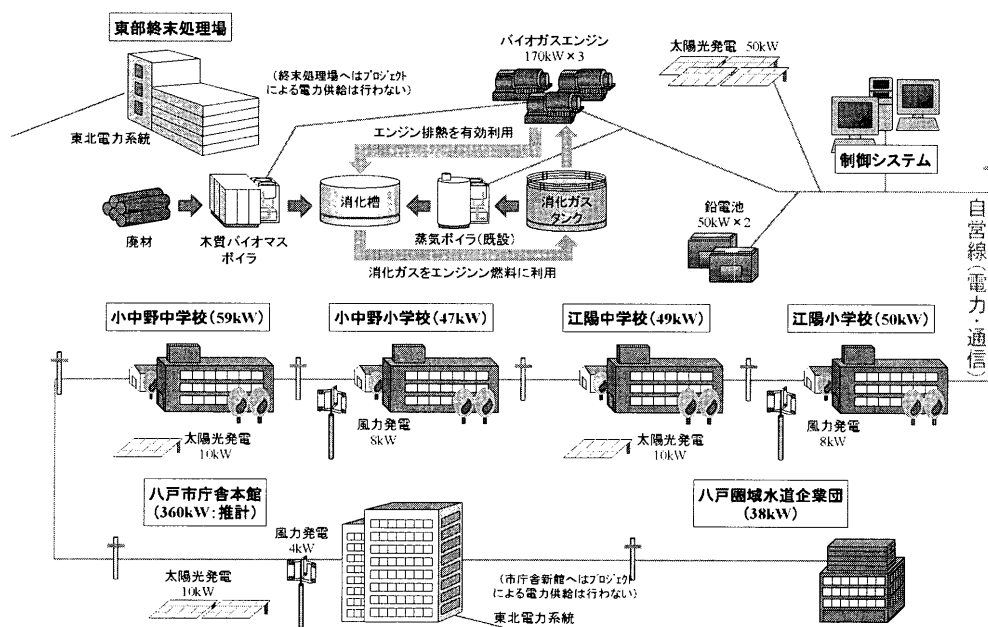 東部終末処理場
(終末処理場へはプロジェクト
による電力供給は行わない)
東北電力系統
バイオガスエンジン
170kW×3
太陽光発電 50kW
制御システム
エンジン排熱を有効利用
廃材
木質バイオマス
ボイラ
消化槽
蒸気ボイラ(既設)
消化ガス
タンク
鉛電池
50kW×2
消化ガスをエンジンン燃料に利用
自営線(電力・通信)
小中野中学校(59kW)
小中野小学校(47kW)
江陽中学校(49kW)
江陽小学校(50kW)
太陽光発電
10kW
風力発電
8kW
太陽光発電
10kW
風力発電
8kW
八戸市庁舎本館
(360kW:推計)
八戸圏域水道企業団
(38kW)
風力発電
4kW
太陽光発電
10kW
(市庁舎新館へはプロジェクト
による電力供給は行わない)
東北電力系統